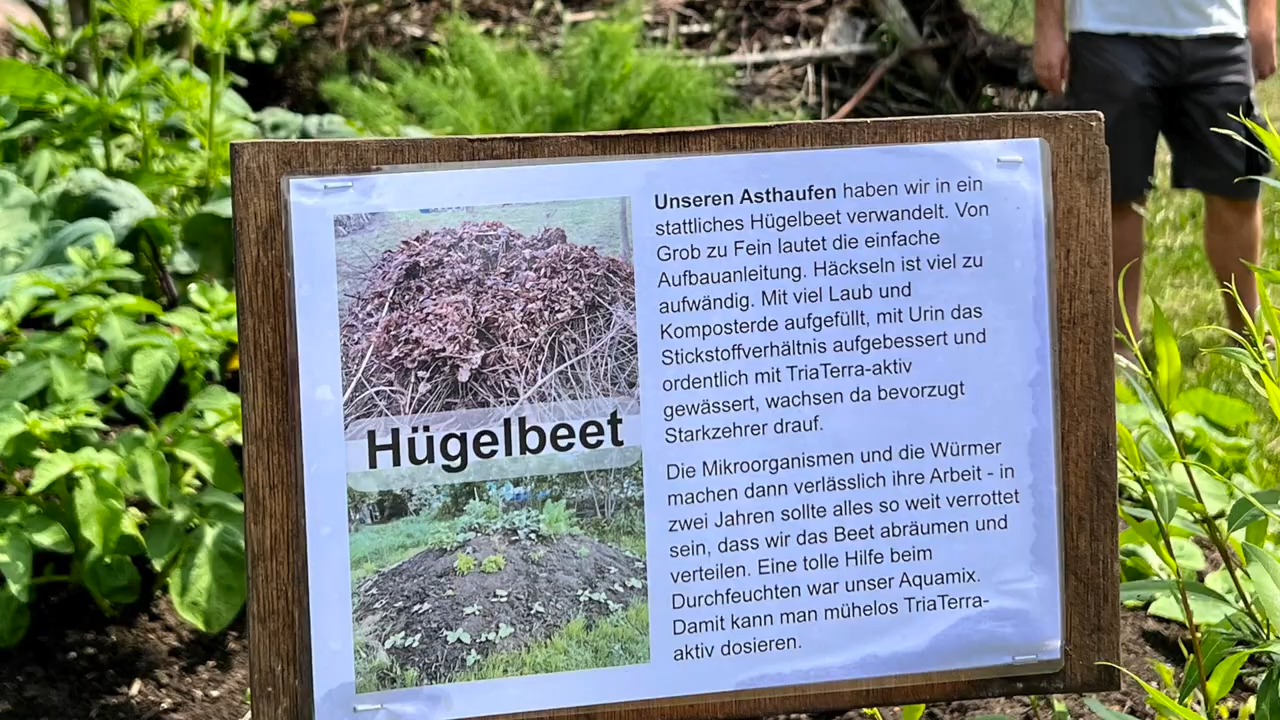 Hügelbeet
Unseren Asthaufen haben wir in ein
stattliches Hügelbeet verwandelt. Von
Grob zu Fein lautet die einfache
Aufbauanleitung. Häckseln ist viel zu
aufwändig. Mit viel Laub und
Komposterde aufgefüllt, mit Urin das
Stickstoffverhältnis aufgebessert und
ordentlich mit TriaTerra-aktiv
gewässert, wachsen da bevorzugt
Starkzehrer drauf.
Die Mikroorganismen und die Würmer
machen dann verlässlich ihre Arbeit - in
zwei Jahren sollte alles so weit verrottet
sein, dass wir das Beet abräumen und
verteilen. Eine tolle Hilfe beim
Durchfeuchten war unser Aquamix.
Damit kann man mühelos TriaTerra-
aktiv dosieren.